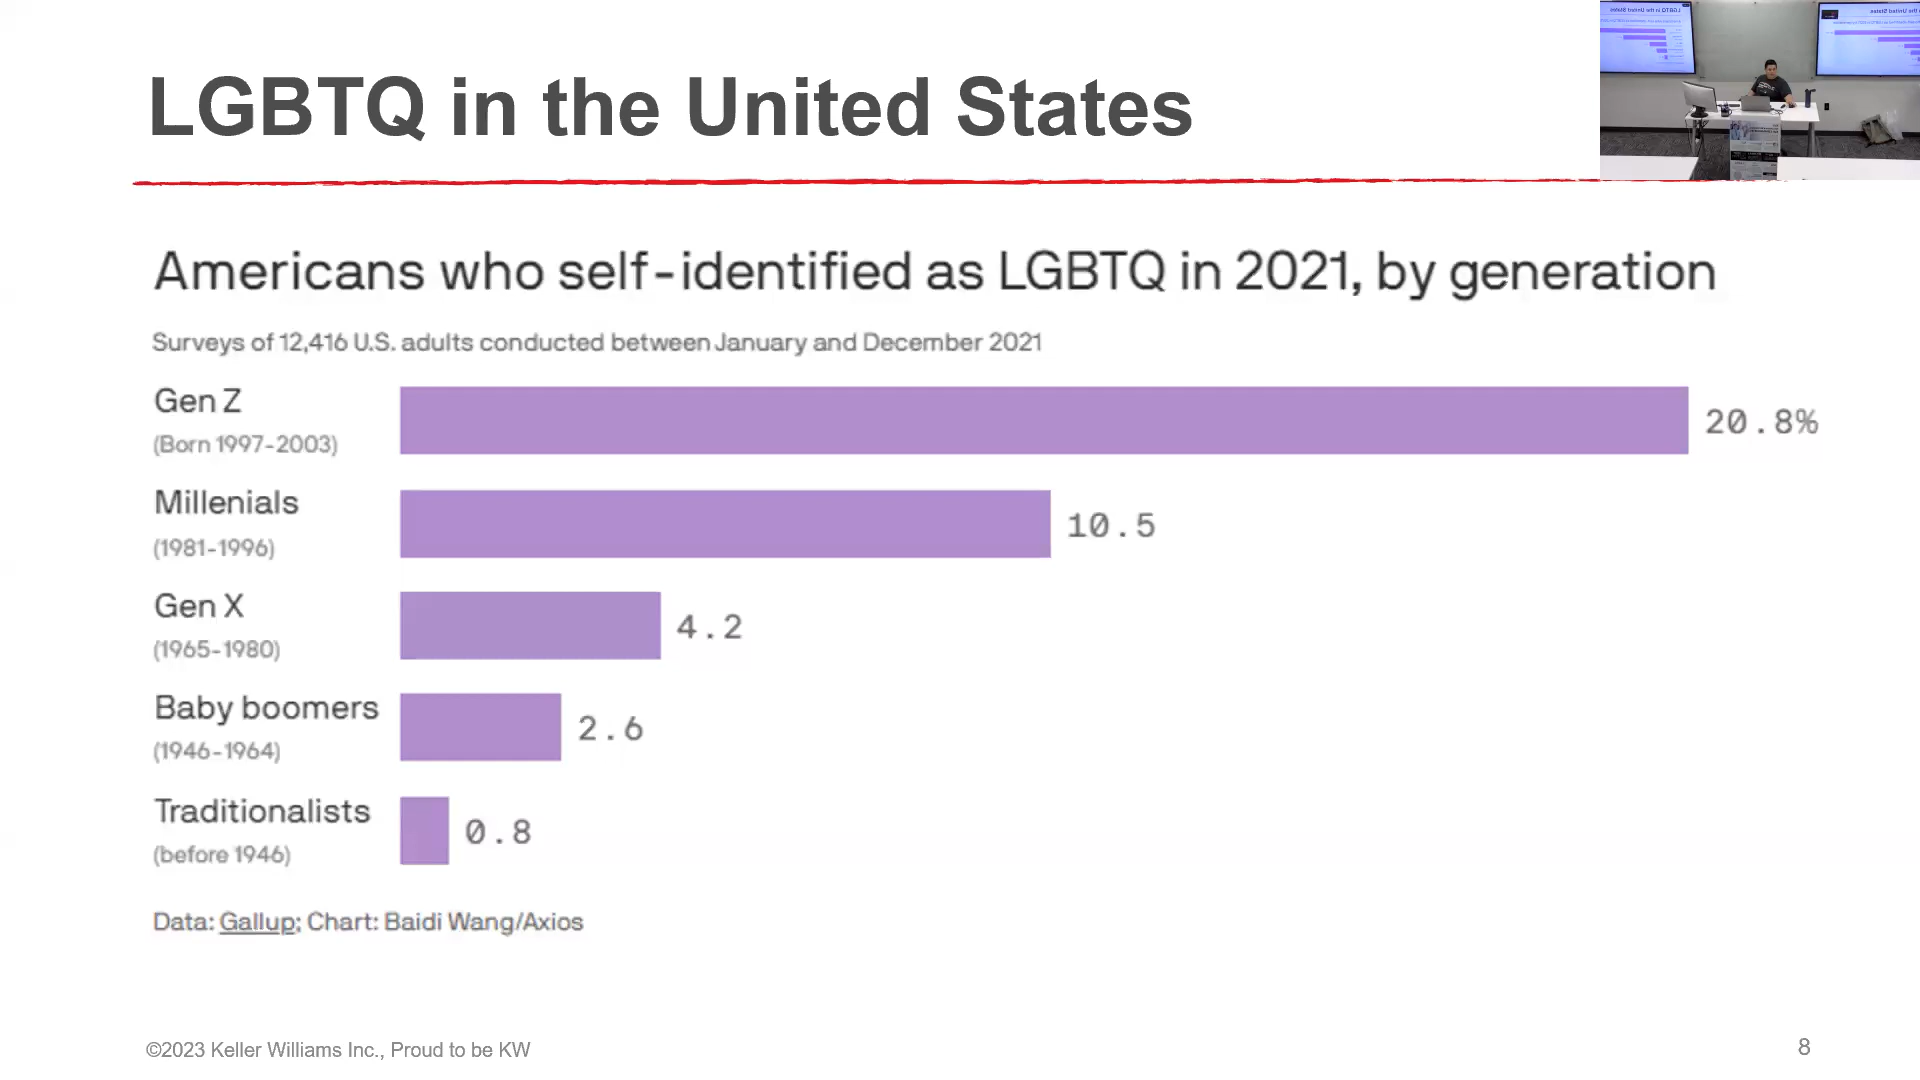 LGBTQ in the United States
Americans who self-identified as LGBTQ in 2021, by generation
Surveys of 12,416 U.S. adults conducted between January and December 2021
Gen Z
(Born 1997-2003)
20.8%
Millenials
(1981-1996)
10.5
Gen X
(1965-1980)
4.2
Baby boomers
(1946-1964)
2.6
Traditionalists
(before 1946)
0.8
Data: Gallup; Chart: Baidi Wang/Axios
©2023 Keller Williams Inc., Proud to be KW
8